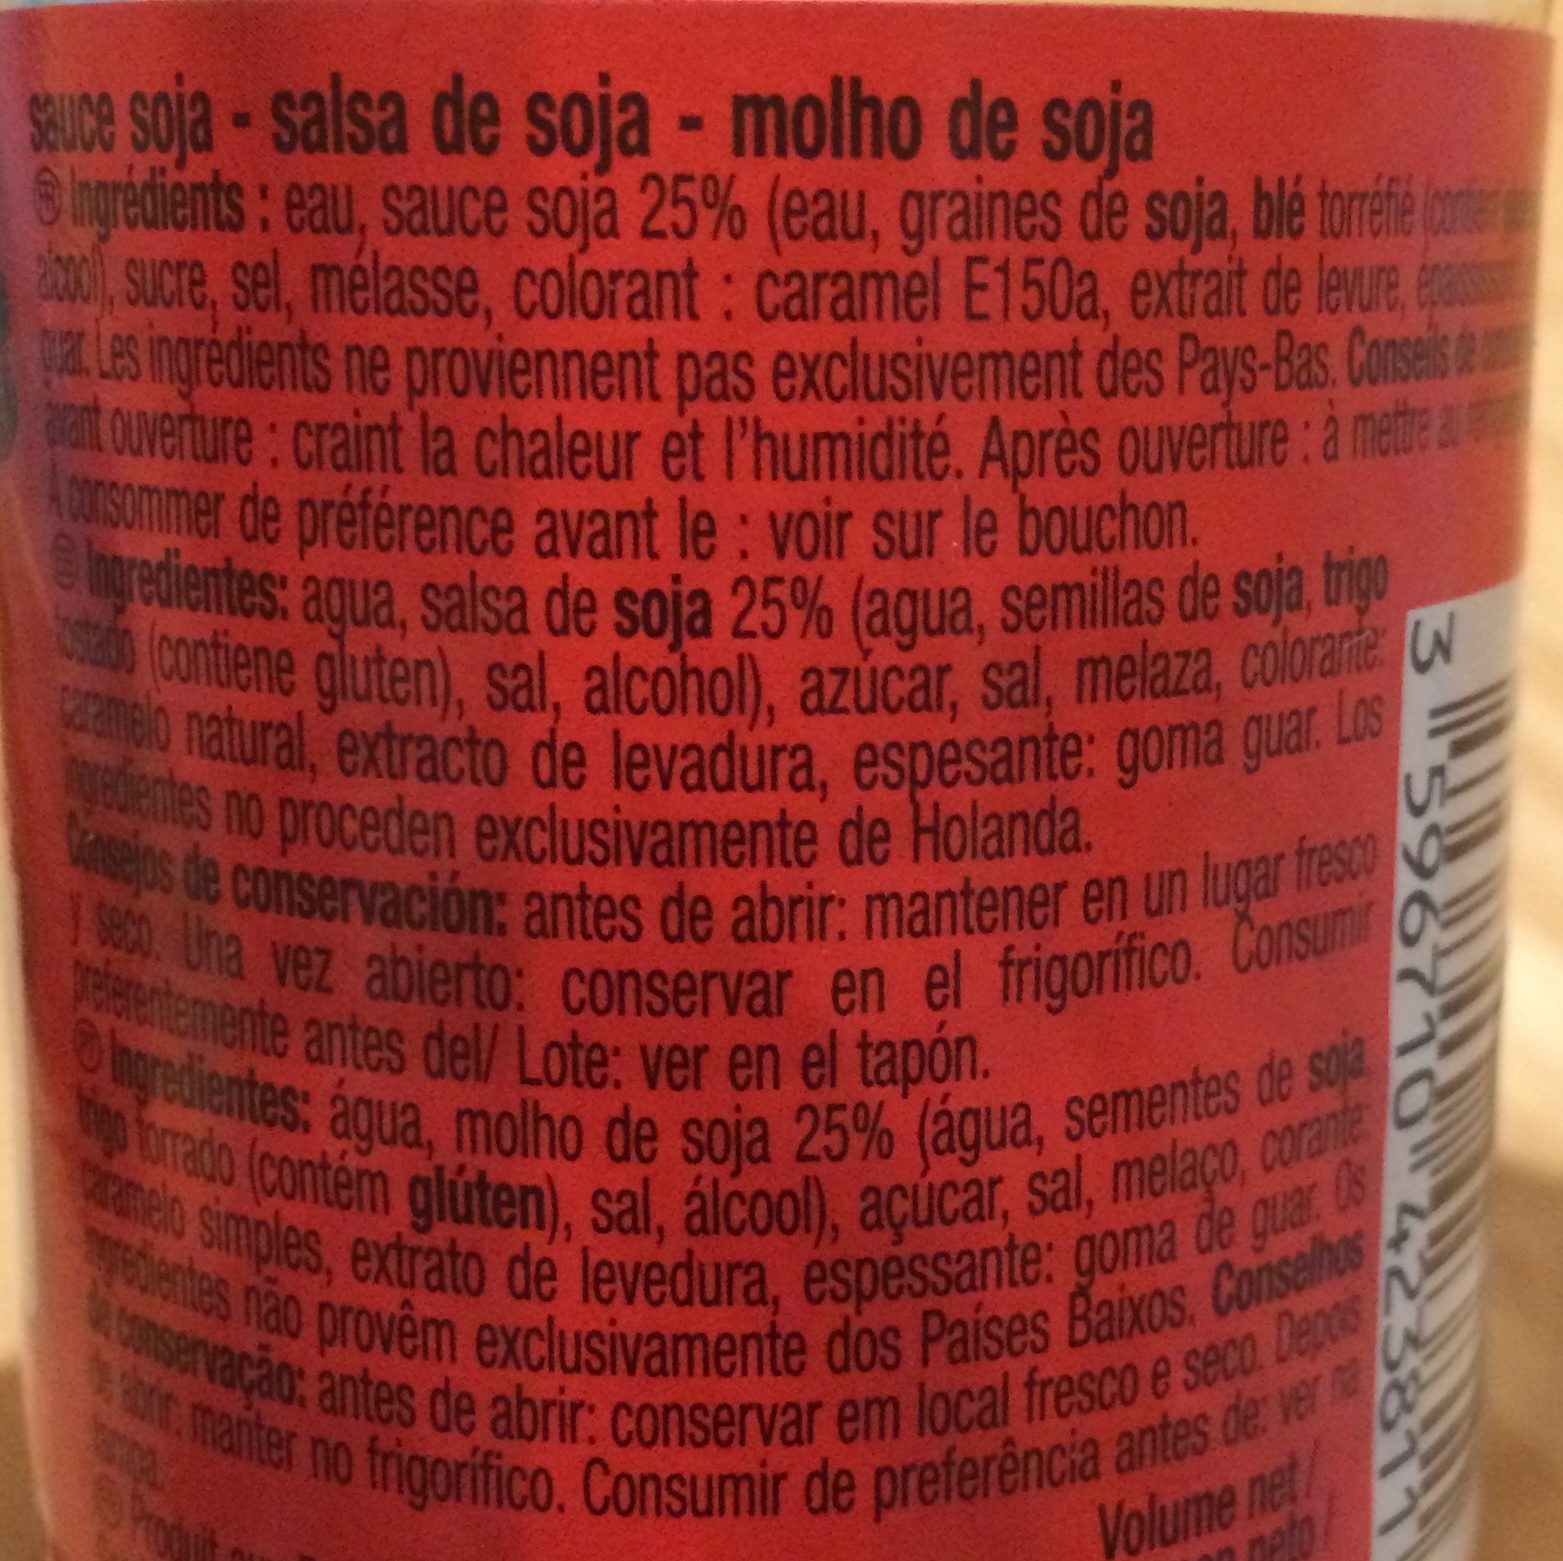 sauce soja - salsa de soja - molho de soja
FR Ingrédients : eau, sauce soja 25% (eau, graines de soja, blé torréfié
alcool), sucre, sel, mélasse, colorant : caramel E150a, extrait de levure,
guar. Les ingrédients ne proviennent pas exclusivement des Pays-Bas. Conseils de
avant ouverture : craint la chaleur et l'humidité. Après ouverture : à mettre au
A consommer de préférence avant le : voir sur le bouchon.
Ingredientes: agua, salsa de soja 25% (agua, semillas de soja, trigo
tostado (contiene gluten), sal, alcohol), azúcar, sal, melaza, colorante:
caramelo natural, extracto de levadura, espesante: goma guar. Los
ingredientes no proceden exclusivamente de Holanda.
Consejos de conservación: antes de abrir: mantener en un lugar fresco
y seco. Una vez abierto: conservar en el frigorífico. Consumir
preferentemente antes del/ Lote: ver en el tapón.
Ingredientes: água, molho de soja 25% (água, sementes de soja,
trigo torrado (contém glúten), sal, álcool), açúcar, sal, melaço, corante:
caramelo simples, extrato de levedura, espessante: goma de guar. Os
ingredientes não provêm exclusivamente dos Países Baixos. Conselhos
de conservação: antes de abrir: conservar em local fresco e seco. Depois
de abrir: manter no frigorífico. Consumir de preferência antes de: ver na
tampa.
Produit
Volume net/
neto/
3 596710 423811